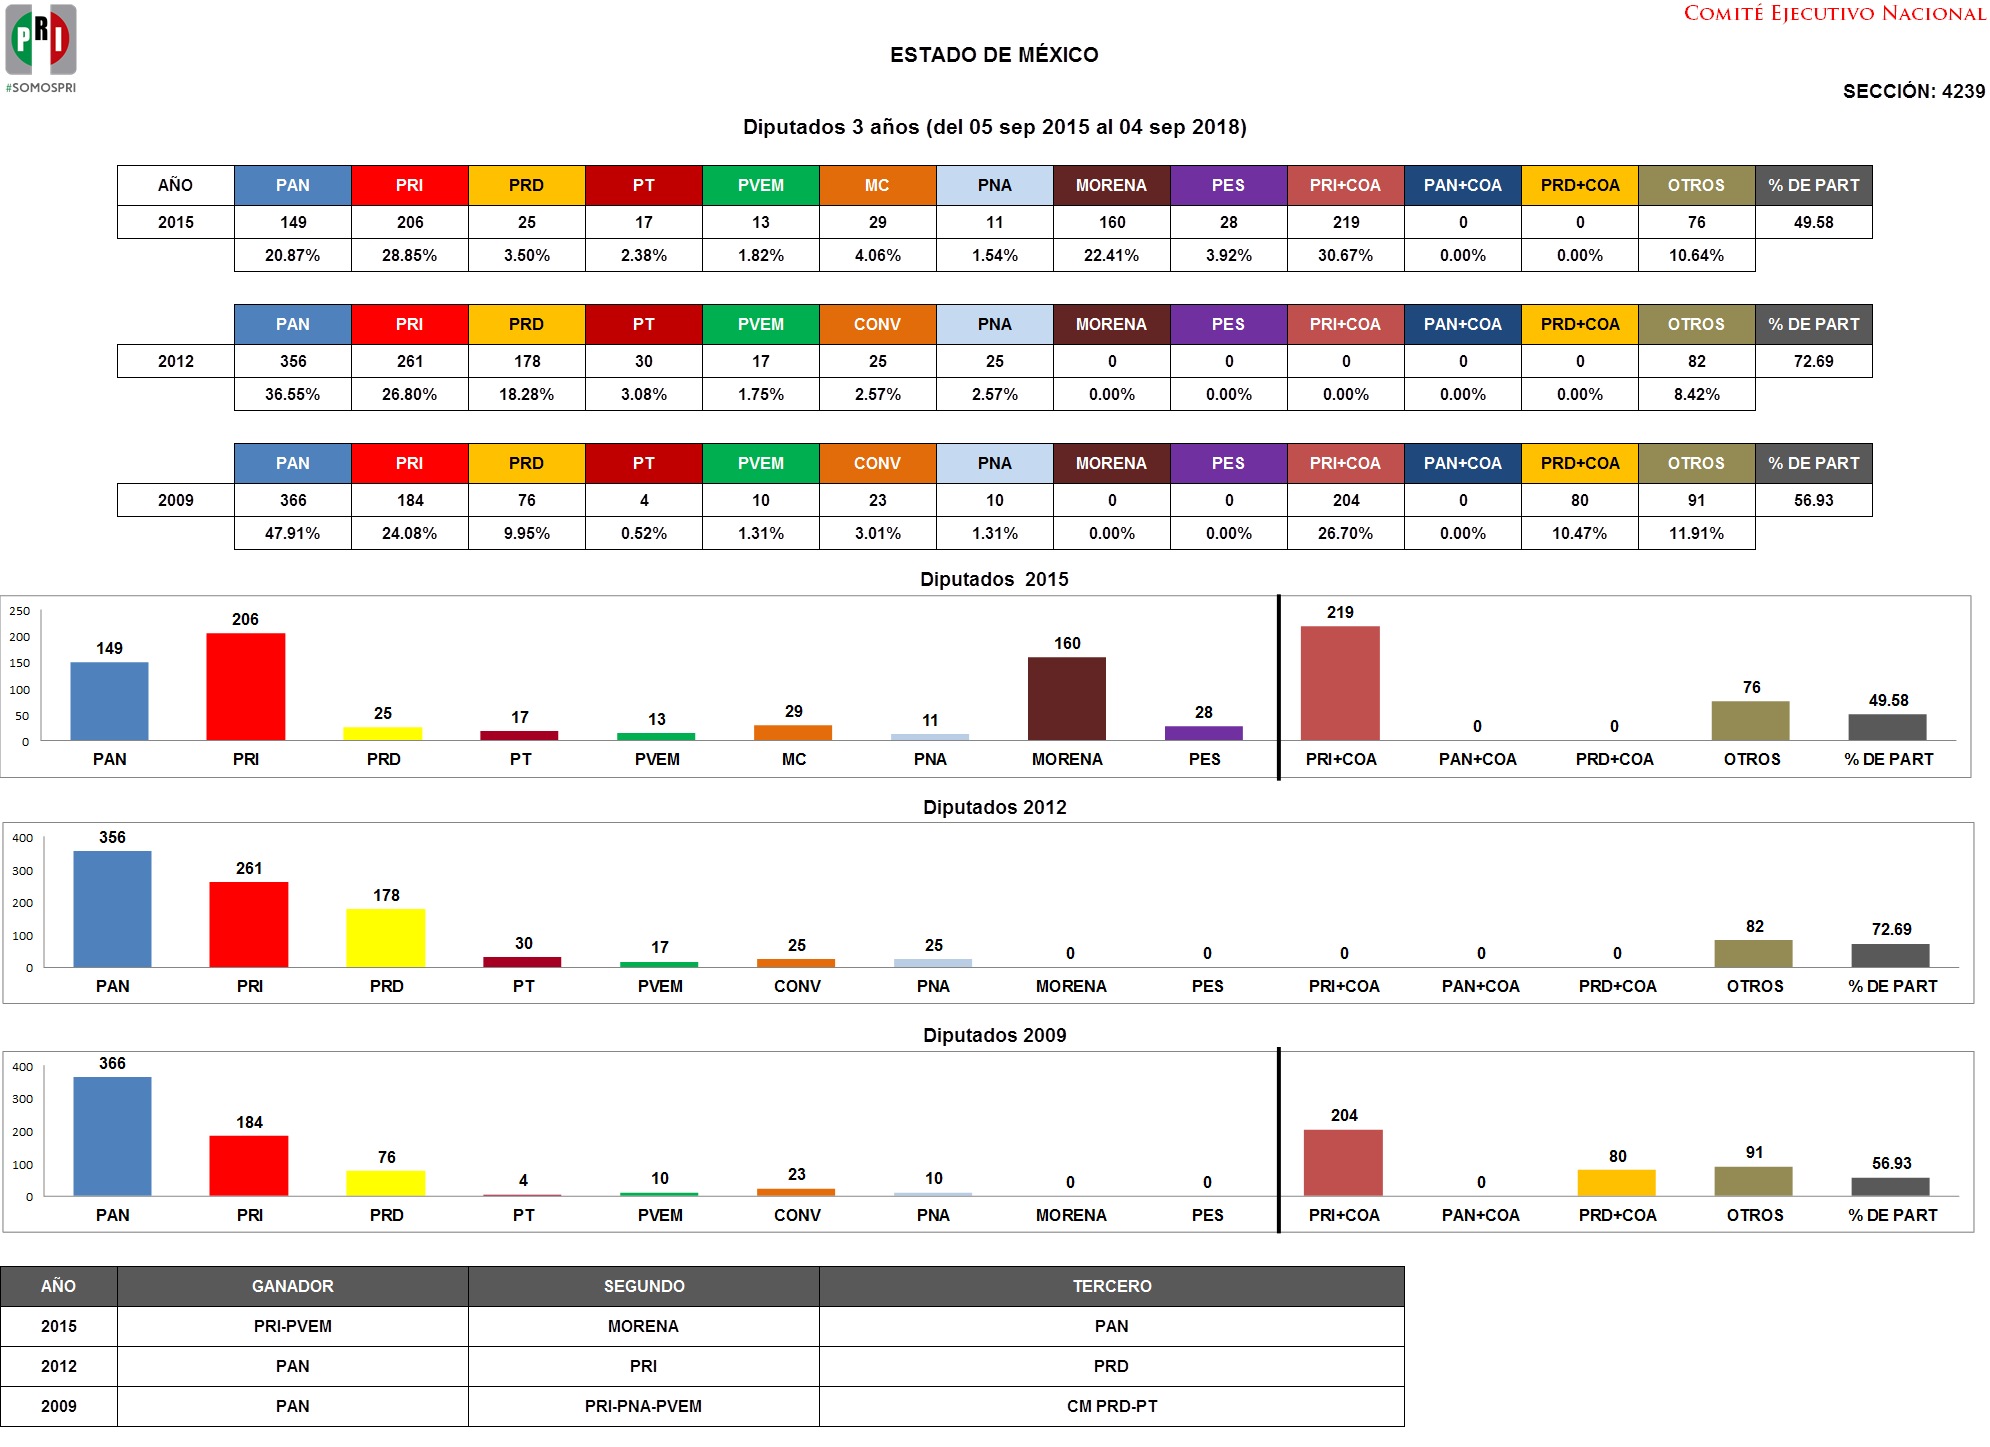 PRI
#SOMOSPRI
COMITÉ EJECUTIVO NACIONAL
ESTADO DE MÉXICO
SECCIÓN: 4239
Diputados 3 años (del 05 sep 2015 al 04 sep 2018)
AÑO PAN PRI PRD PT PVEM MC PNA MORENA PES PRI+COA PAN+COA PRD+COA OTROS % DE PART
2015 149 206 25 17 13 29 11 160 28 219 0 0 76 49.58
20.87% 28.85% 3.50% 2.38% 1.82% 4.06% 1.54% 22.41% 3.92% 30.67% 0.00% 0.00% 10.64%
PAN PRI PRD PT PVEM CONV PNA MORENA PES PRI+COA PAN+COA PRD+COA OTROS % DE PART
2012 356 261 178 30 17 25 25 0 0 0 0 0 82 72.69
36.55% 26.80% 18.28% 3.08% 1.75% 2.57% 2.57% 0.00% 0.00% 0.00% 0.00% 0.00% 8.42%
PAN PRI PRD PT PVEM CONV PNA MORENA PES PRI+COA PAN+COA PRD+COA OTROS % DE PART
2009 366 184 76 4 10 23 10 0 0 204 0 80 91 56.93
47.91% 24.08% 9.95% 0.52% 1.31% 3.01% 1.31% 0.00% 0.00% 26.70% 0.00% 10.47% 11.91%
Diputados 2015
250
200
150
100
50
0
149 206 25 17 13 29 11 160 28 219 0 0 76 49.58
PAN PRI PRD PT PVEM MC PNA MORENA PES PRI+COA PAN+COA PRD+COA OTROS % DE PART
Diputados 2012
400
300
200
100
0
356 261 178 30 17 25 25 0 0 0 0 0 82 72.69
PAN PRI PRD PT PVEM CONV PNA MORENA PES PRI+COA PAN+COA PRD+COA OTROS % DE PART
Diputados 2009
400
300
200
100
0
366 184 76 4 10 23 10 0 0 204 0 80 91 56.93
PAN PRI PRD PT PVEM CONV PNA MORENA PES PRI+COA PAN+COA PRD+COA OTROS % DE PART
AÑO GANADOR SEGUNDO TERCERO
2015 PRI-PVEM MORENA PAN
2012 PAN PRI PRD
2009 PAN PRI-PNA-PVEM CM PRD-PT